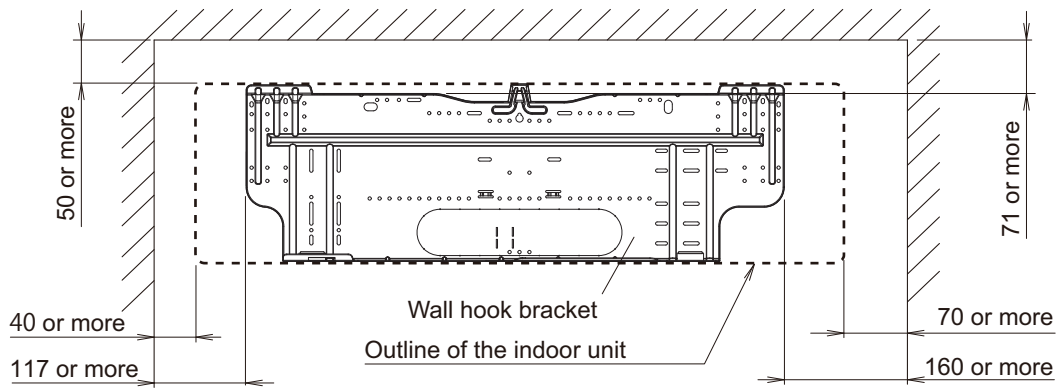 50 or more
71 or more
Wall hook bracket
40 or more
70 or more
Outline of the indoor unit
117 or more
160 or more